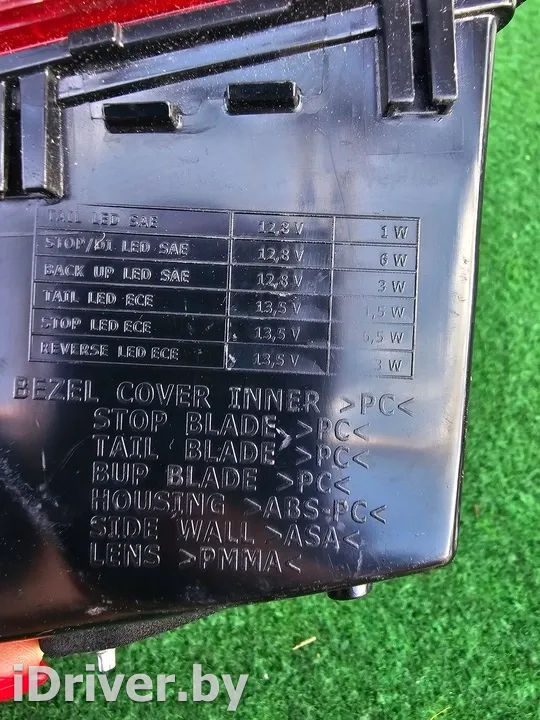 TAIL LED SAE 12,8 V 1 W
STOP/DI LED SAE 12,8 V 6 W
BACK UP LED SAE 12,8 V 3 W
TAIL LED ECE 13,5 V 1,5 W
STOP LED ECE 13,5 V 6,5 W
REVERSE LED ECE 13,5 V 3 W
BEZEL COVER INNER >PC<
STOP BLADE >PC<
TAIL BLADE >PC<
BUP BLADE >PC<
HOUSING >ABS-PC<
SIDE WALL >ASA<
LENS >PMMA<
iDriver.by